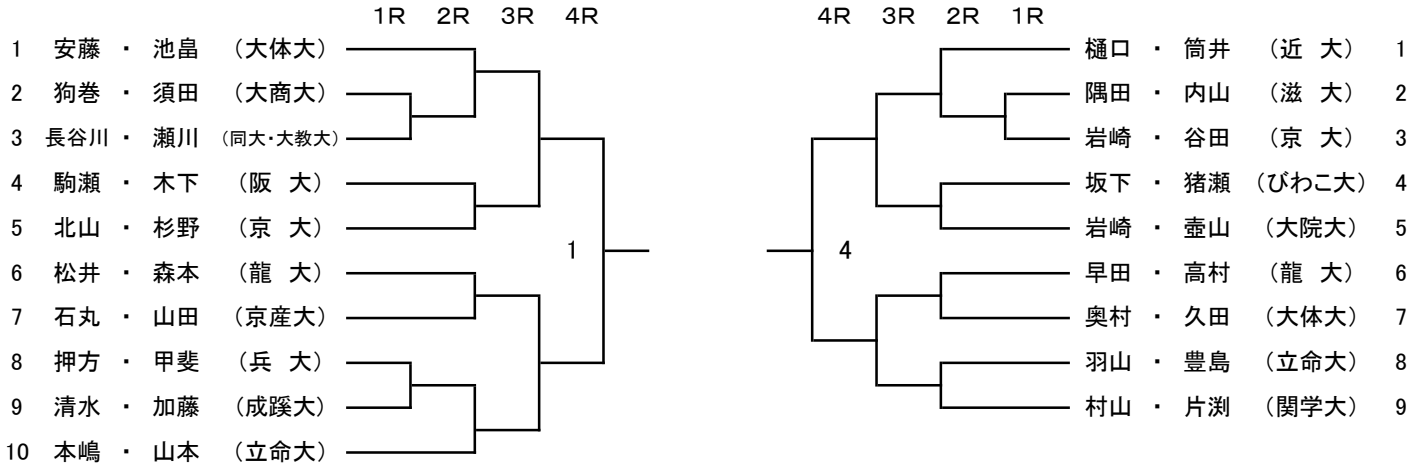 1R 2R 3R 4R
1 安藤 ・ 池畠 (大体大)
2 狗巻 ・ 須田 (大商大)
3 長谷川 ・ 瀬川 (同大・大教大)
4 駒瀬 ・ 木下 (阪 大)
5 北山 ・ 杉野 (京 大)
1
6 松井 ・ 森本 (龍 大)
7 石丸 ・ 山田 (京産大)
8 押方 ・ 甲斐 (兵 大)
9 清水 ・ 加藤 (成蹊大)
10 本嶋 ・ 山本 (立命大)
4R 3R 2R 1R
樋口 ・ 筒井 (近 大) 1
隅田 ・ 内山 (滋 大) 2
岩崎 ・ 谷田 (京 大) 3
坂下 ・ 猪瀬 (びわこ大) 4
岩崎 ・ 壺山 (大院大) 5
4
早田 ・ 高村 (龍 大) 6
奥村 ・ 久田 (大体大) 7
羽山 ・ 豊島 (立命大) 8
村山 ・ 片渕 (関学大) 9